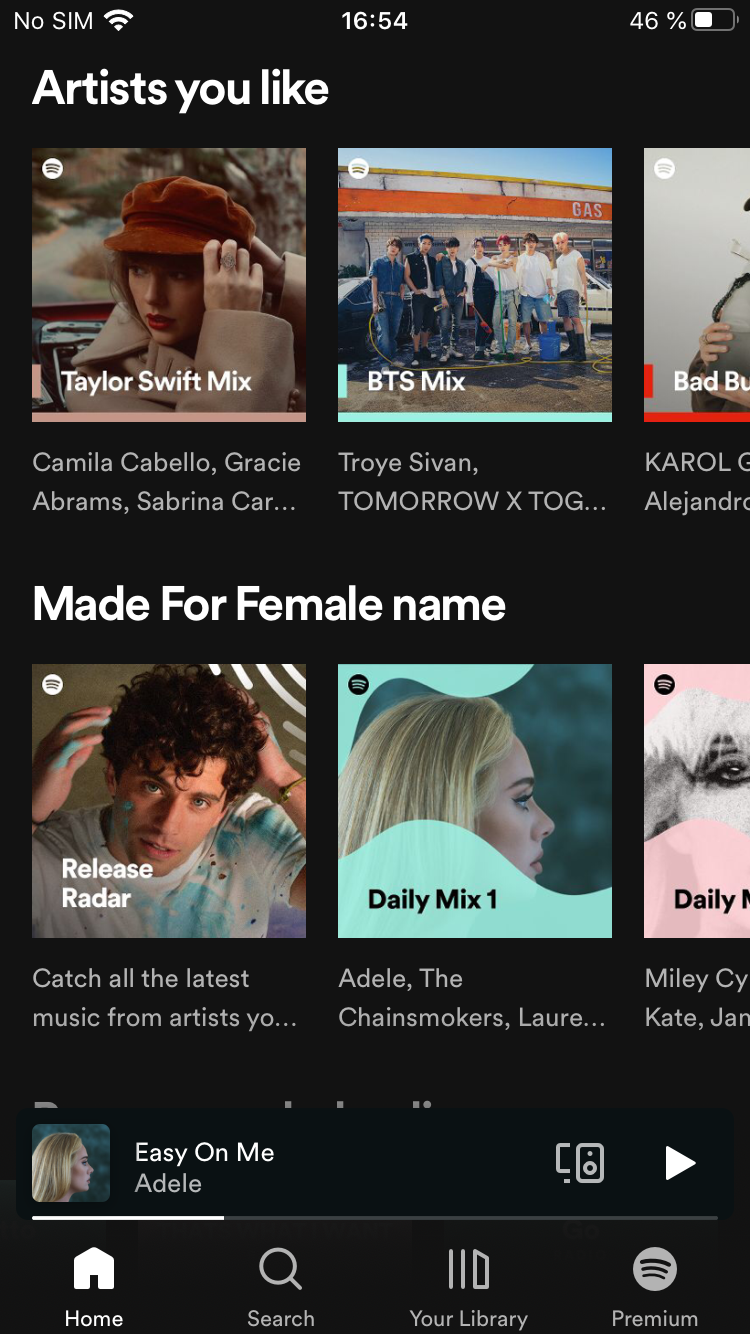 No SIM 16:54 46 %
Artists you like
GAS
Taylor Swift Mix
BTS Mix
Bad Bu
Camila Cabello, Gracie
Abrams, Sabrina Car...
Troye Sivan,
TOMORROW X TOG...
KAROL G
Alejandro
Made For Female name
Release
Radar
Daily Mix 1
Daily M
Catch all the latest
music from artists yo...
Adele, The
Chainsmokers, Laure...
Miley Cy
Kate, Jan
Easy On Me
Adele
Home
Search
Your Library
Premium